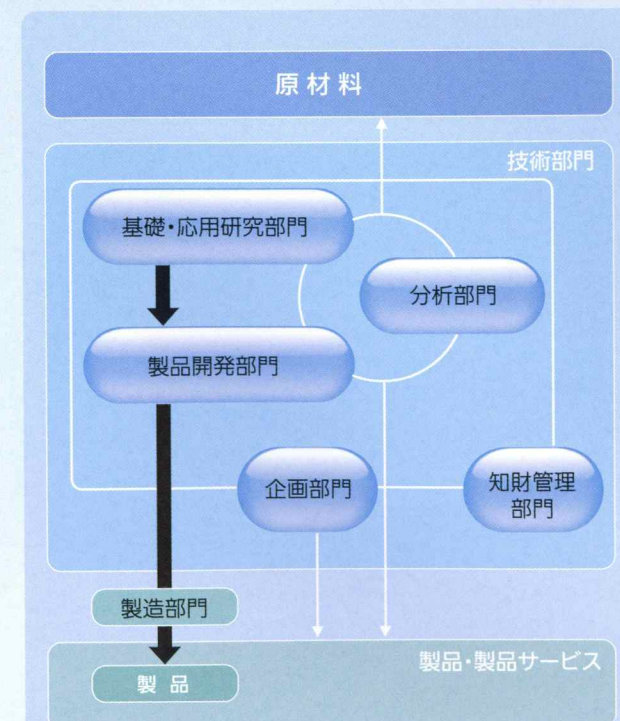 原材料
技術部門
基礎・応用研究部門
分析部門
製品開発部門
企画部門
知財管理
部門
製造部門
製品・製品サービス
製品